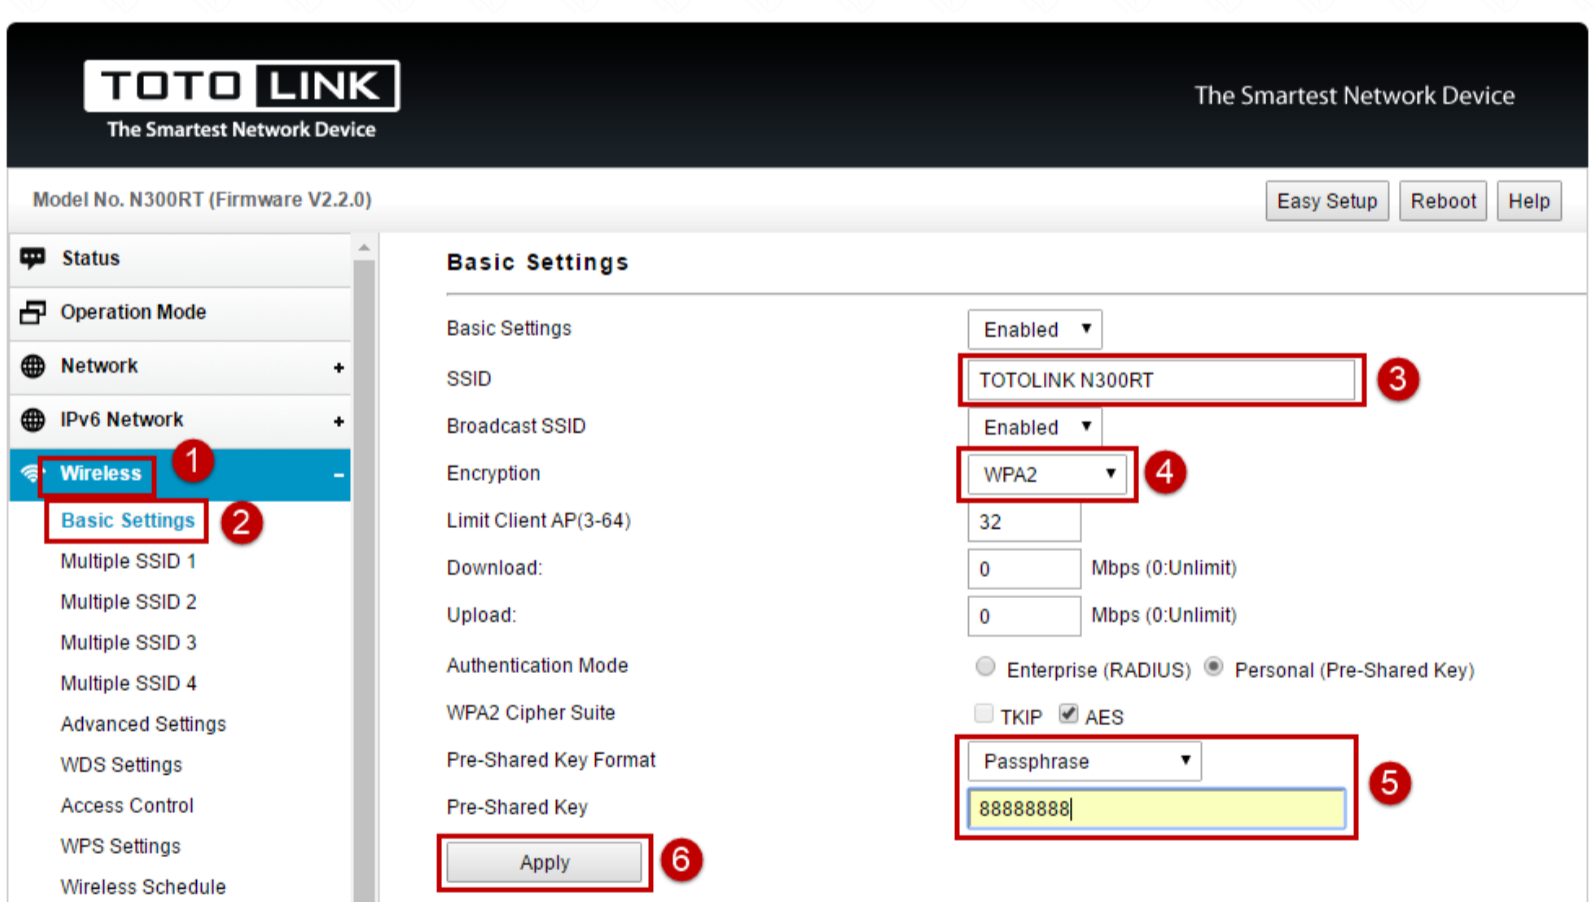 TOTO LINK
The Smartest Network Device
The Smartest Network Device
Model No. N300RT (Firmware V2.2.0)
Easy Setup Reboot Help
Status
Operation Mode
Network +
IPv6 Network +
Wireless - 1
Basic Settings 2
Multiple SSID 1
Multiple SSID 2
Multiple SSID 3
Multiple SSID 4
Advanced Settings
WDS Settings
Access Control
WPS Settings
Wireless Schedule
Basic Settings
Basic Settings Enabled
SSID TOTOLINK N300RT 3
Broadcast SSID Enabled
Encryption WPA2 4
Limit Client AP(3-64) 32
Download: 0 Mbps (0:Unlimit)
Upload: 0 Mbps (0:Unlimit)
Authentication Mode Enterprise (RADIUS) Personal (Pre-Shared Key)
WPA2 Cipher Suite TKIP AES
Pre-Shared Key Format Passphrase 5
Pre-Shared Key 88888888
Apply 6